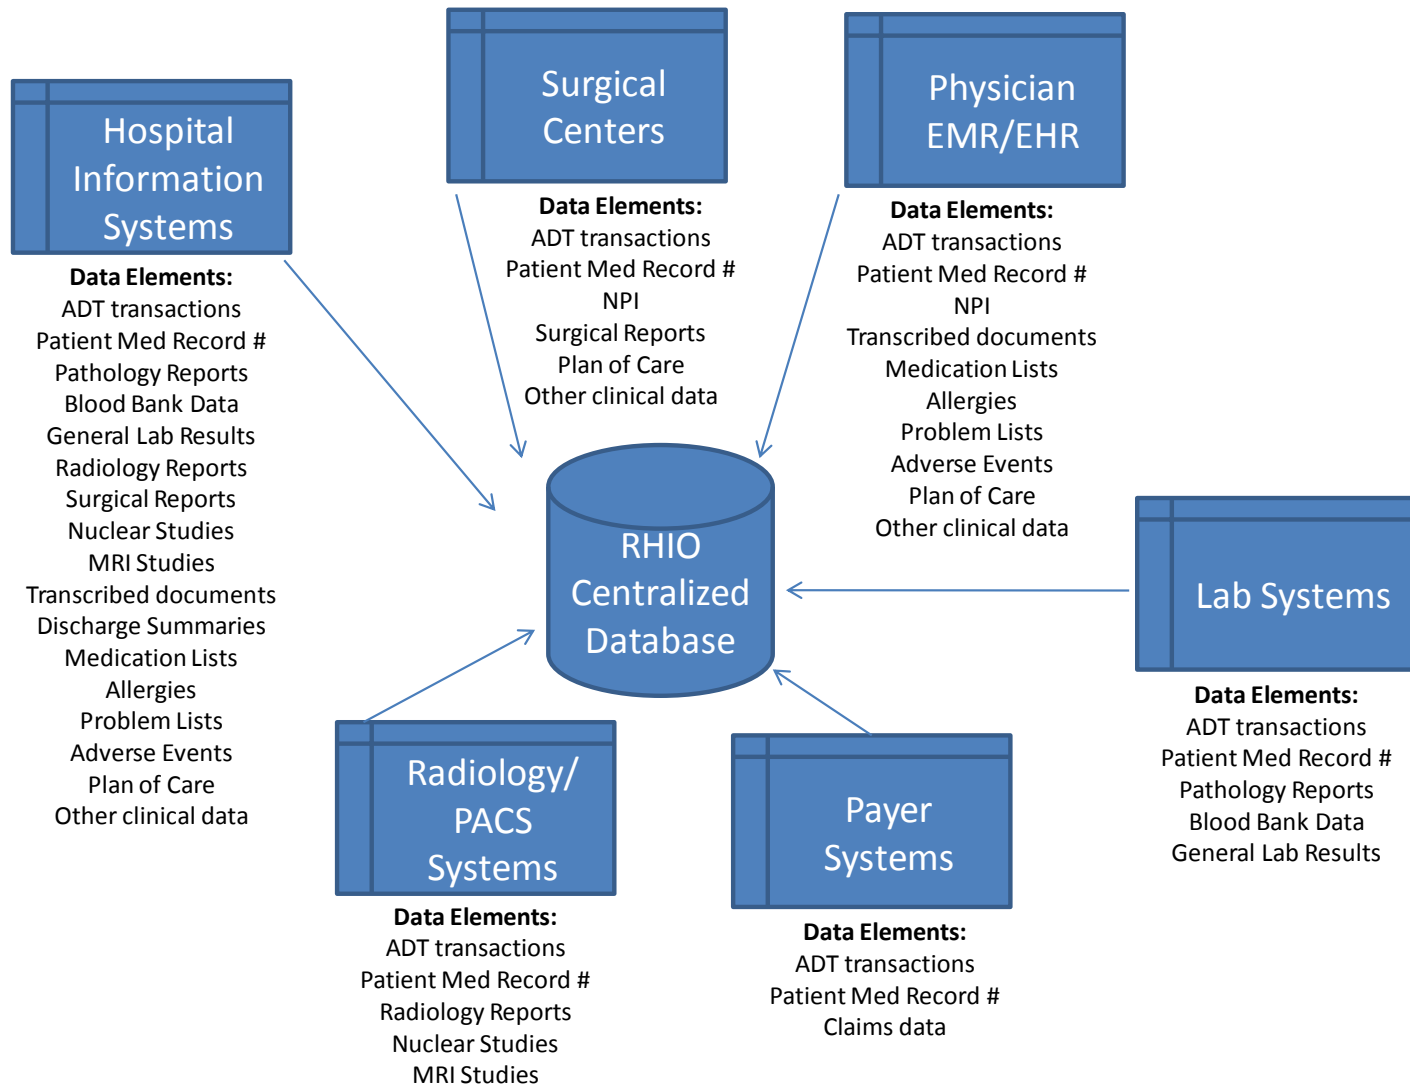 Hospital
Information
Systems
Data Elements:
ADT transactions
Patient Med Record #
Pathology Reports
Blood Bank Data
General Lab Results
Radiology Reports
Surgical Reports
Nuclear Studies
MRI Studies
Transcribed documents
Discharge Summaries
Medication Lists
Allergies
Problem Lists
Adverse Events
Plan of Care
Other clinical data
Surgical
Centers
Data Elements:
ADT transactions
Patient Med Record #
NPI
Surgical Reports
Plan of Care
Other clinical data
Physician
EMR/EHR
Data Elements:
ADT transactions
Patient Med Record #
NPI
Transcribed documents
Medication Lists
Allergies
Problem Lists
Adverse Events
Plan of Care
Other clinical data
RHIO
Centralized
Database
Lab Systems
Data Elements:
ADT transactions
Patient Med Record #
Pathology Reports
Blood Bank Data
General Lab Results
Radiology/
PACS
Systems
Data Elements:
ADT transactions
Patient Med Record #
Radiology Reports
Nuclear Studies
MRI Studies
Payer
Systems
Data Elements:
ADT transactions
Patient Med Record #
Claims data